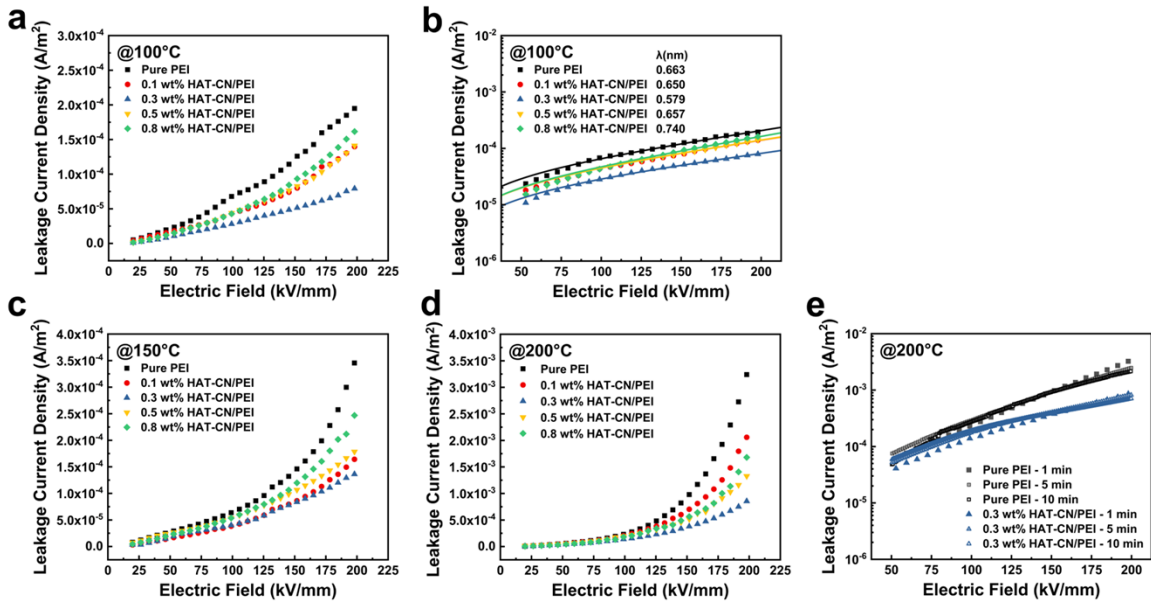 a
Leakage Current Density (A/m²)
3.0x10⁻⁴
2.5x10⁻⁴
2.0x10⁻⁴
1.5x10⁻⁴
1.0x10⁻⁴
5.0x10⁻⁵
0.0
@100°C
Pure PEI
0.1 wt% HAT-CN/PEI
0.3 wt% HAT-CN/PEI
0.5 wt% HAT-CN/PEI
0.8 wt% HAT-CN/PEI
0 25 50 75 100 125 150 175 200 225
Electric Field (kV/mm)
b
Leakage Current Density (A/m²)
10⁻²
10⁻³
10⁻⁴
10⁻⁵
10⁻⁶
@100°C λ(nm)
Pure PEI 0.663
0.1 wt% HAT-CN/PEI 0.650
0.3 wt% HAT-CN/PEI 0.579
0.5 wt% HAT-CN/PEI 0.657
0.8 wt% HAT-CN/PEI 0.740
50 75 100 125 150 175 200
Electric Field (kV/mm)
c
Leakage Current Density (A/m²)
4.0x10⁻⁴
3.5x10⁻⁴
3.0x10⁻⁴
2.5x10⁻⁴
2.0x10⁻⁴
1.5x10⁻⁴
1.0x10⁻⁴
5.0x10⁻⁵
0.0
@150°C
Pure PEI
0.1 wt% HAT-CN/PEI
0.3 wt% HAT-CN/PEI
0.5 wt% HAT-CN/PEI
0.8 wt% HAT-CN/PEI
0 25 50 75 100 125 150 175 200
Electric Field (kV/mm)
d
Leakage Current Density (A/m²)
4.0x10⁻³
3.5x10⁻³
3.0x10⁻³
2.5x10⁻³
2.0x10⁻³
1.5x10⁻³
1.0x10⁻³
5.0x10⁻⁴
0.0
@200°C
Pure PEI
0.1 wt% HAT-CN/PEI
0.3 wt% HAT-CN/PEI
0.5 wt% HAT-CN/PEI
0.8 wt% HAT-CN/PEI
0 25 50 75 100 125 150 175 200
Electric Field (kV/mm)
e
Leakage Current Density (A/m²)
10⁻²
10⁻³
10⁻⁴
10⁻⁵
10⁻⁶
@200°C
Pure PEI - 1 min
Pure PEI - 5 min
Pure PEI - 10 min
0.3 wt% HAT-CN/PEI - 1 min
0.3 wt% HAT-CN/PEI - 5 min
0.3 wt% HAT-CN/PEI - 10 min
50 75 100 125 150 175 200
Electric Field (kV/mm)